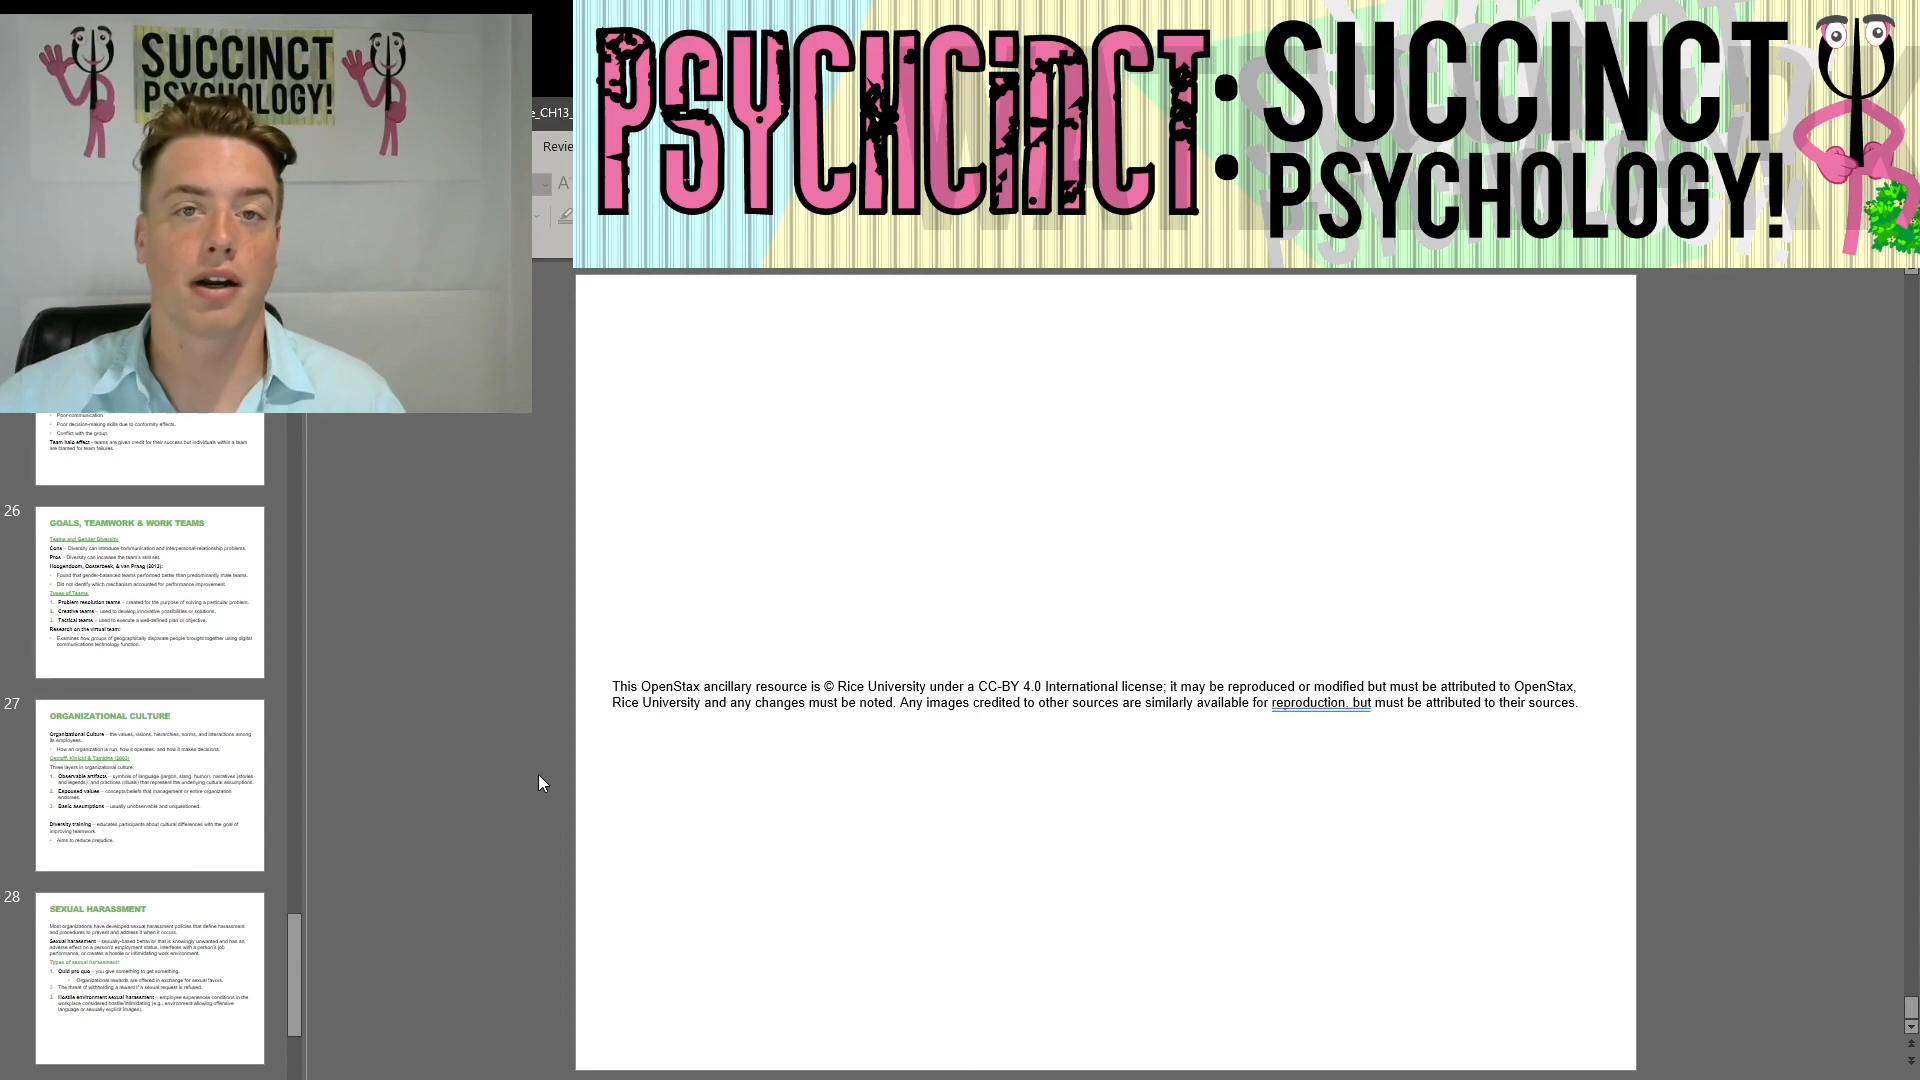 SUCCINCT
PSYCHOLOGY!
PSYCHCINCT:
SUCCINCT
PSYCHOLOGY!
e_CH13_
Revie
Poor communication.
Poor decision-making skills due to conformity effects.
Conflict with the group.
Team halo effect – teams are given credit for their success but individuals within a team
are blamed for team failures.
26
GOALS, TEAMWORK & WORK TEAMS
Teams and Gender Diversity
Cons – Diversity can introduce communication and interpersonal-relationship problems.
Pros – Diversity can increase the team's skill set.
Hoogendoorn, Oosterbeek, & van Praag (2013):
Found that gender-balanced teams performed better than predominantly male teams.
Did not identify which mechanism accounted for performance improvement.
Types of Teams
1. Problem resolution teams – created for the purpose of solving a particular problem.
2. Creative teams – used to develop innovative possibilities or solutions.
3. Tactical teams – used to execute a well-defined plan or objective.
Research on the virtual team:
Examines how groups of geographically disparate people brought together using digital
communications technology function.
27
ORGANIZATIONAL CULTURE
Organizational Culture – the values, visions, hierarchies, norms, and interactions among
its employees.
How an organization is run, how it operates, and how it makes decisions.
Ostroff, Kinicki & Tamkins (2003)
Three layers in organizational culture:
1. Observable artifacts – symbols of language (jargon, slang, humor), narratives (stories
and legends), and practices (rituals) that represent the underlying cultural assumptions.
2. Espoused values – concepts/beliefs that management or entire organization
endorses.
3. Basic assumptions – usually unobservable and unquestioned.
Diversity training – educates participants about cultural differences with the goal of
improving teamwork.
Aims to reduce prejudice.
28
SEXUAL HARASSMENT
Most organizations have developed sexual harassment policies that define harassment
and procedures to prevent and address it when it occurs.
Sexual harassment – sexually-based behavior that is knowingly unwanted and has an
adverse effect on a person's employment status, interferes with a person's job
performance, or creates a hostile or intimidating work environment.
Types of sexual harassment:
1. Quid pro quo – you give something to get something.
Organizational rewards are offered in exchange for sexual favors.
2. The threat of withholding a reward if a sexual request is refused.
3. Hostile environment sexual harassment – employee experiences conditions in the
workplace considered hostile/intimidating (e.g., environment allowing offensive
language or sexually explicit images).
This OpenStax ancillary resource is © Rice University under a CC-BY 4.0 International license; it may be reproduced or modified but must be attributed to OpenStax,
Rice University and any changes must be noted. Any images credited to other sources are similarly available for reproduction, but must be attributed to their sources.